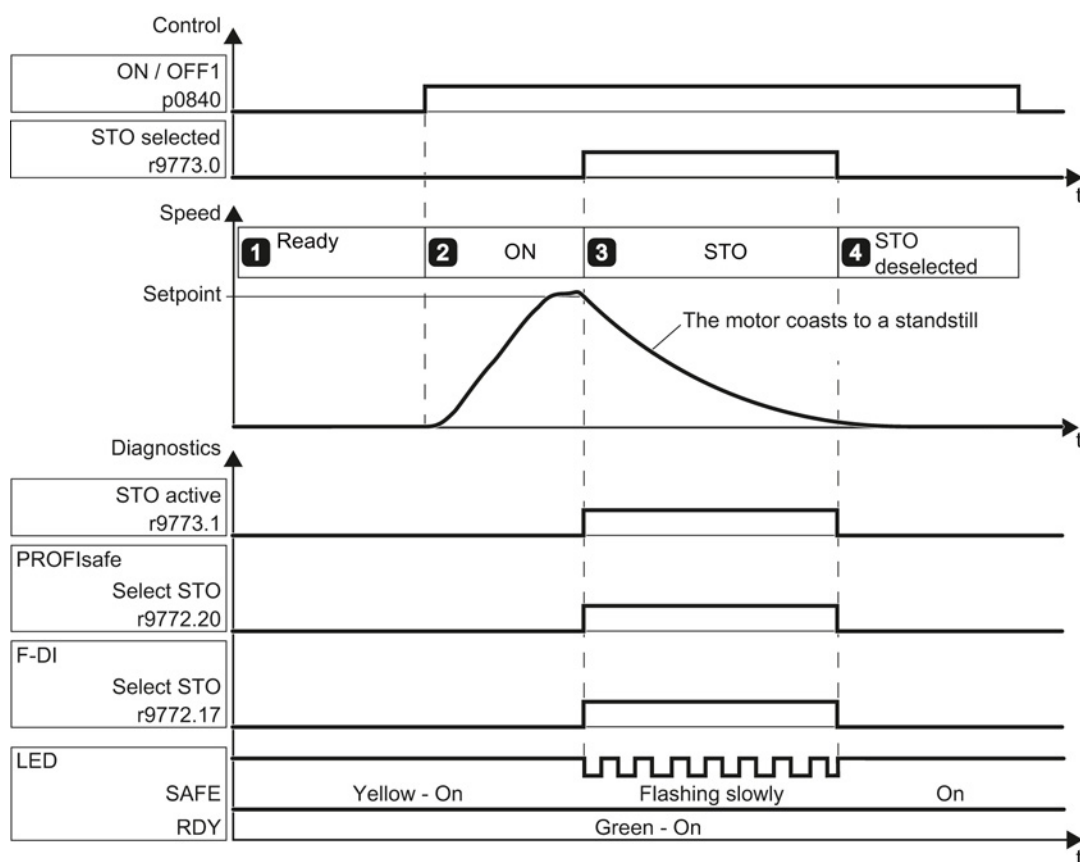 Control
ON / OFF1
p0840
STO selected
r9773.0
t
Speed
1 Ready
2 ON
3 STO
4 STO
deselected
Setpoint
The motor coasts to a standstill
t
Diagnostics
STO active
r9773.1
PROFIsafe
Select STO
r9772.20
F-DI
Select STO
r9772.17
LED
SAFE Yellow - On Flashing slowly On
RDY Green - On
t